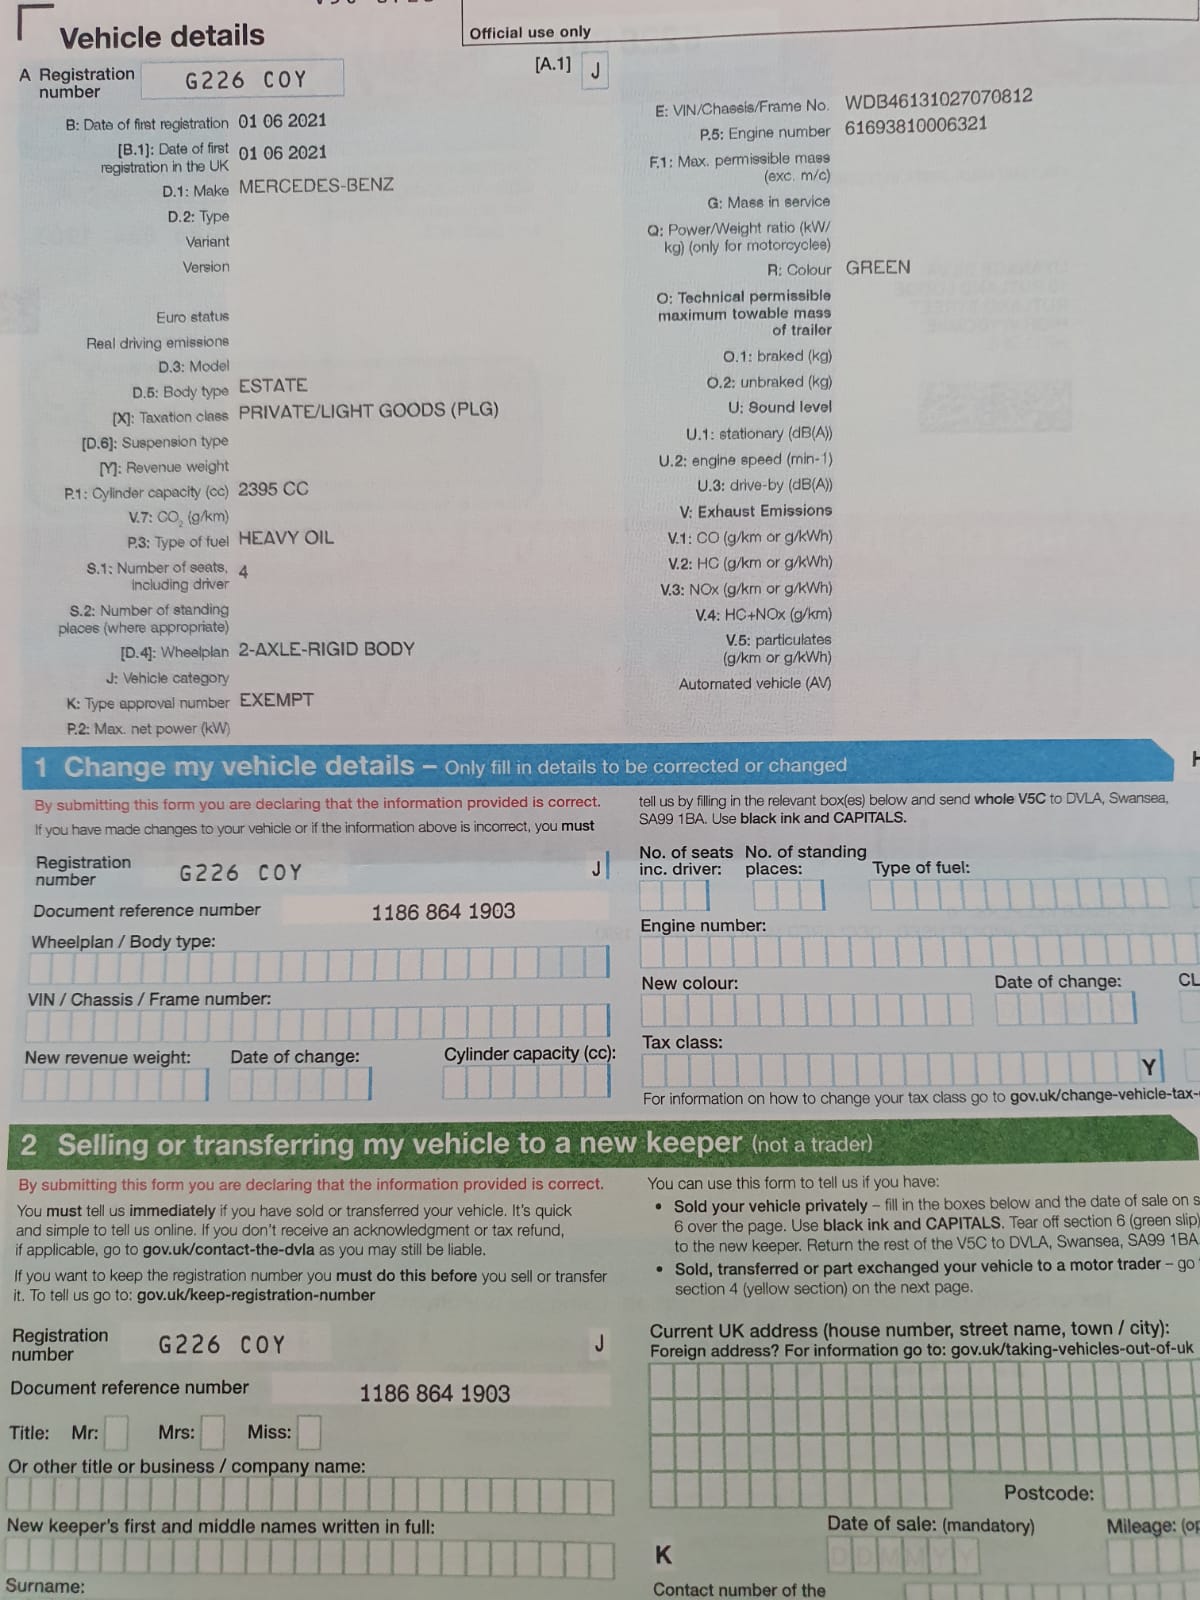 Vehicle details
Official use only
A Registration number G226 COY
[A.1] J
B: Date of first registration 01 06 2021
[B.1]: Date of first registration in the UK 01 06 2021
D.1: Make MERCEDES-BENZ
D.2: Type
Variant
Version
Euro status
Real driving emissions
D.3: Model
D.5: Body type ESTATE
[X]: Taxation class PRIVATE/LIGHT GOODS (PLG)
[D.6]: Suspension type
[Y]: Revenue weight
P.1: Cylinder capacity (cc) 2395 CC
V.7: CO2 (g/km)
P.3: Type of fuel HEAVY OIL
S.1: Number of seats, including driver 4
S.2: Number of standing places (where appropriate)
[D.4]: Wheelplan 2-AXLE-RIGID BODY
J: Vehicle category
K: Type approval number EXEMPT
P.2: Max. net power (kW)
E: VIN/Chassis/Frame No. WDB46131027070812
P.5: Engine number 61693810006321
F.1: Max. permissible mass (exc. m/c)
G: Mass in service
Q: Power/Weight ratio (kW/kg) (only for motorcycles)
R: Colour GREEN
O: Technical permissible maximum towable mass of trailer
O.1: braked (kg)
O.2: unbraked (kg)
U: Sound level
U.1: stationary (dB(A))
U.2: engine speed (min-1)
U.3: drive-by (dB(A))
V: Exhaust Emissions
V.1: CO (g/km or g/kWh)
V.2: HC (g/km or g/kWh)
V.3: NOx (g/km or g/kWh)
V.4: HC+NOx (g/km)
V.5: particulates (g/km or g/kWh)
Automated vehicle (AV)
1 Change my vehicle details – Only fill in details to be corrected or changed
By submitting this form you are declaring that the information provided is correct.
If you have made changes to your vehicle or if the information above is incorrect, you must
tell us by filling in the relevant box(es) below and send whole V5C to DVLA, Swansea,
SA99 1BA. Use black ink and CAPITALS.
Registration number G226 COY J
Document reference number 1186 864 1903
Wheelplan / Body type:
VIN / Chassis / Frame number:
New revenue weight: Date of change: Cylinder capacity (cc):
No. of seats inc. driver: No. of standing places: Type of fuel:
Engine number:
New colour: Date of change: CL
Tax class:
Y
For information on how to change your tax class go to gov.uk/change-vehicle-tax-
2 Selling or transferring my vehicle to a new keeper (not a trader)
By submitting this form you are declaring that the information provided is correct.
You must tell us immediately if you have sold or transferred your vehicle. It's quick
and simple to tell us online. If you don't receive an acknowledgment or tax refund,
if applicable, go to gov.uk/contact-the-dvla as you may still be liable.
If you want to keep the registration number you must do this before you sell or transfer
it. To tell us go to: gov.uk/keep-registration-number
Registration number G226 COY J
Document reference number 1186 864 1903
Title: Mr: Mrs: Miss:
Or other title or business / company name:
New keeper's first and middle names written in full:
Surname:
You can use this form to tell us if you have:
• Sold your vehicle privately – fill in the boxes below and the date of sale on s
6 over the page. Use black ink and CAPITALS. Tear off section 6 (green slip)
to the new keeper. Return the rest of the V5C to DVLA, Swansea, SA99 1BA
• Sold, transferred or part exchanged your vehicle to a motor trader – go
section 4 (yellow section) on the next page.
Current UK address (house number, street name, town / city):
Foreign address? For information go to: gov.uk/taking-vehicles-out-of-uk
Postcode:
Date of sale: (mandatory) Mileage: (op
K DDMMYY
Contact number of the